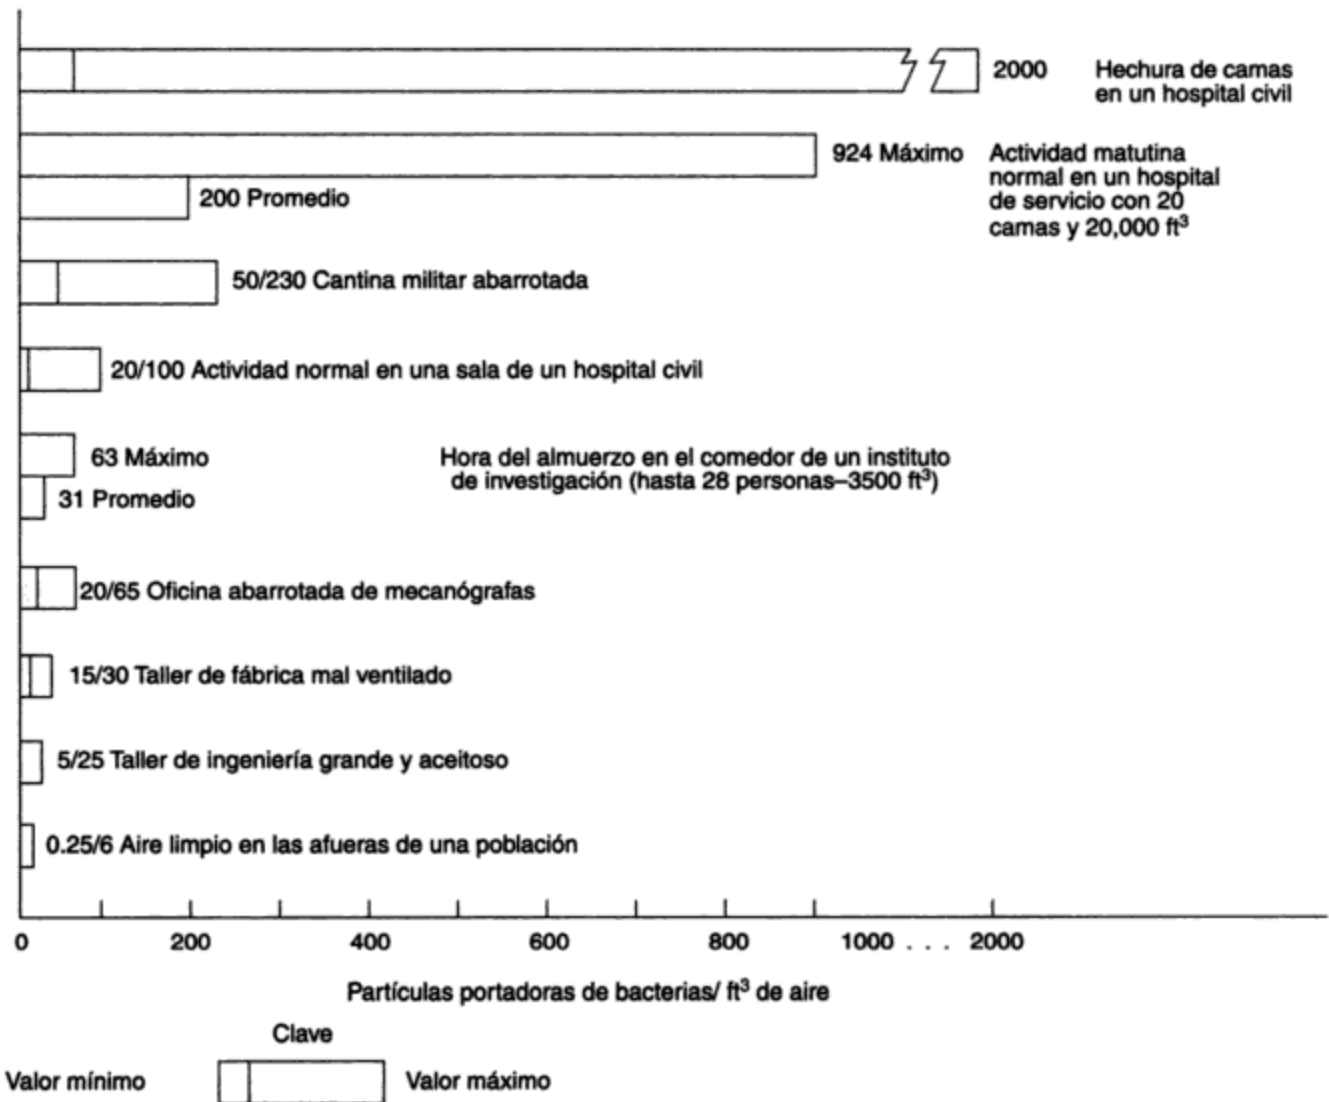 2000
Hechura de camas
en un hospital civil
924 Máximo
Actividad matutina
normal en un hospital
de servicio con 20
camas y 20,000 ft³
200 Promedio
50/230 Cantina militar abarrotada
20/100 Actividad normal en una sala de un hospital civil
63 Máximo
31 Promedio
Hora del almuerzo en el comedor de un instituto
de investigación (hasta 28 personas–3500 ft³)
20/65 Oficina abarrotada de mecanógrafas
15/30 Taller de fábrica mal ventilado
5/25 Taller de ingeniería grande y aceitoso
0.25/6 Aire limpio en las afueras de una población
0 200 400 600 800 1000 . . . 2000
Partículas portadoras de bacterias/ ft³ de aire
Clave
Valor mínimo Valor máximo